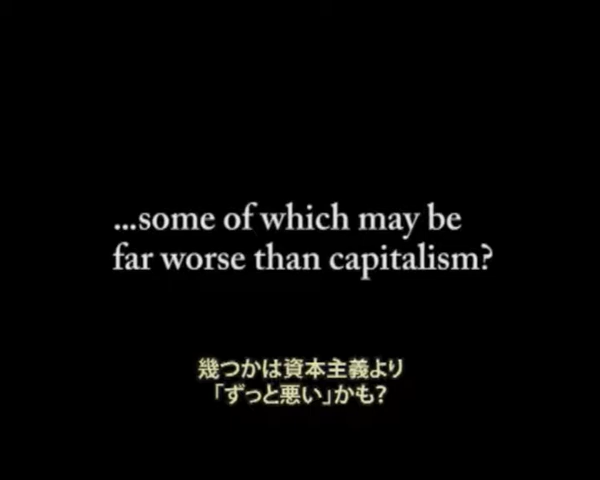 ...some of which may be
far worse than capitalism?
幾つかは資本主義より
「ずっと悪い」かも？